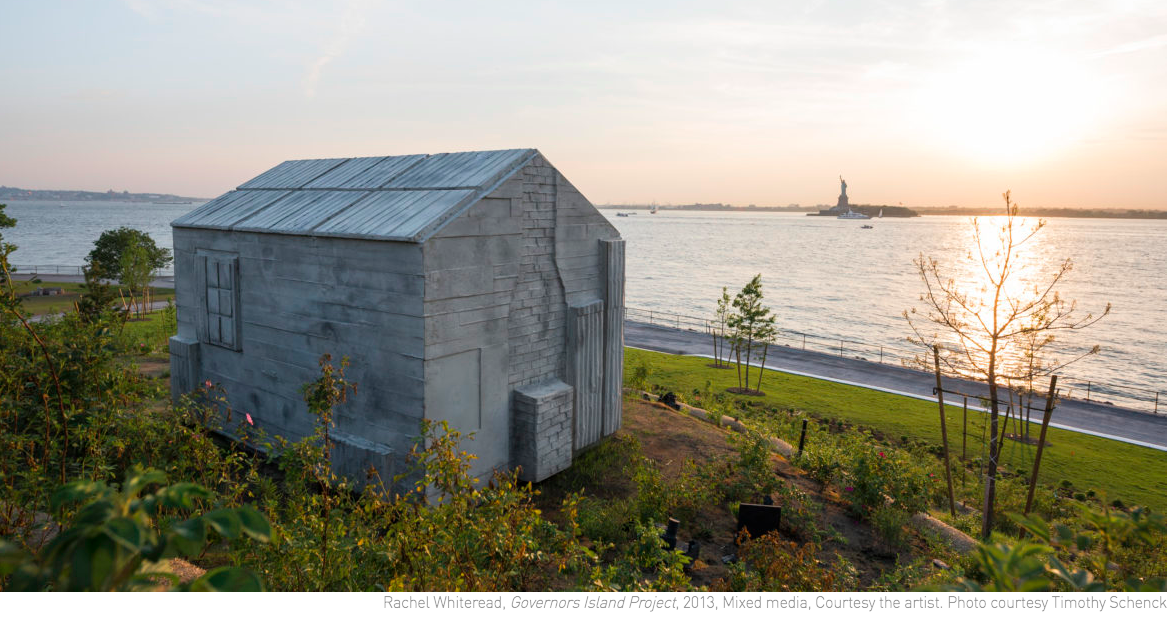 Rachel Whiteread, Governors Island Project, 2013, Mixed media, Courtesy the artist. Photo courtesy Timothy Schenck